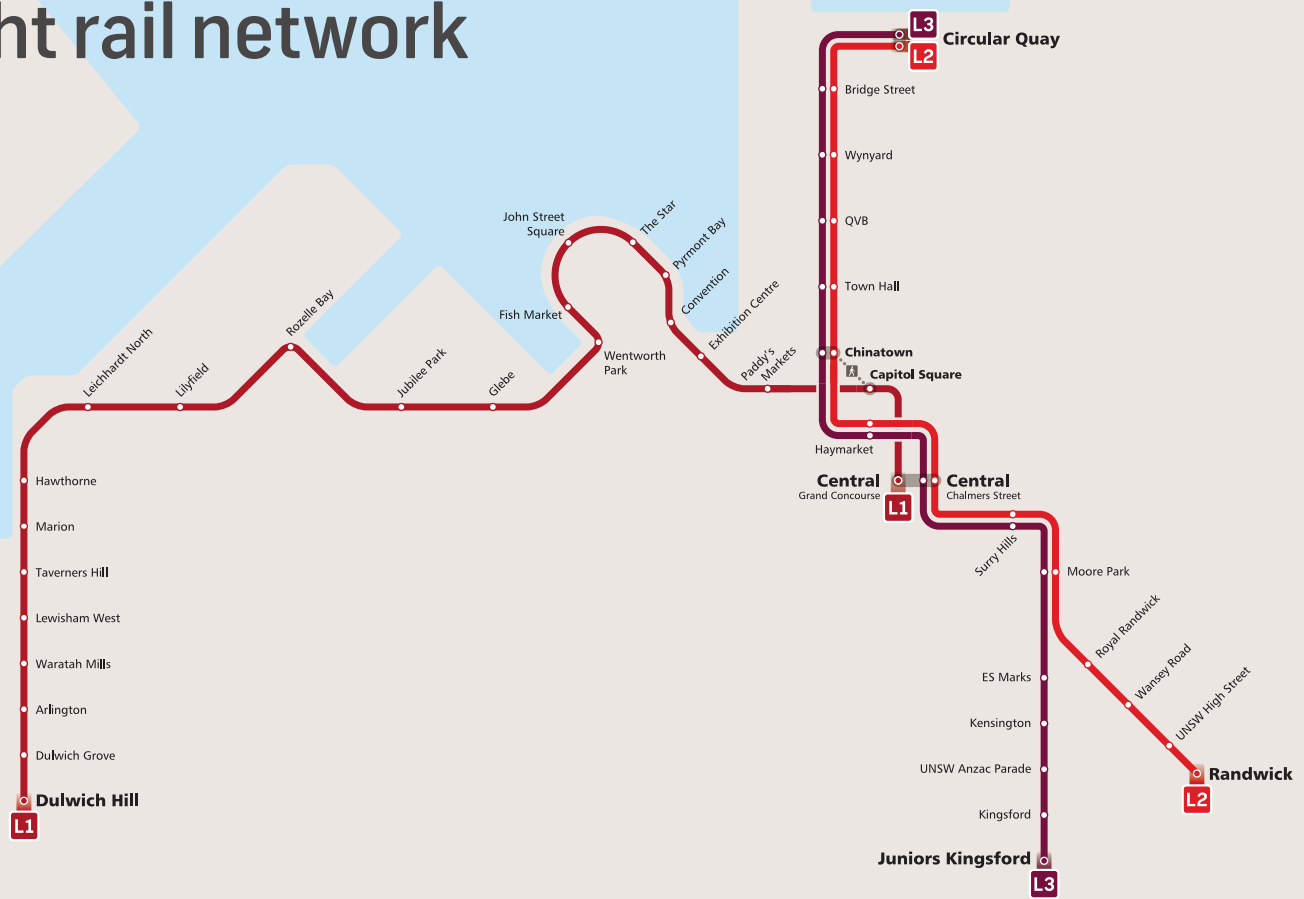 ht rail network
L3
Circular Quay
L2
Bridge Street
Wynyard
QVB
Town Hall
Chinatown
Capitol Square
Haymarket
Central
Grand Concourse
L1
Central
Chalmers Street
Surry Hills
Moore Park
Royal Randwick
Wansey Road
UNSW High Street
Randwick
L2
ES Marks
Kensington
UNSW Anzac Parade
Kingsford
Juniors Kingsford
L3
Paddy's
Markets
Exhibition Centre
Convention
Pyrmont Bay
The Star
John Street
Square
Fish Market
Wentworth
Park
Glebe
Jubilee Park
Rozelle Bay
Lilyfield
Leichhardt North
Hawthorne
Marion
Taverners Hill
Lewisham West
Waratah Mills
Arlington
Dulwich Grove
Dulwich Hill
L1